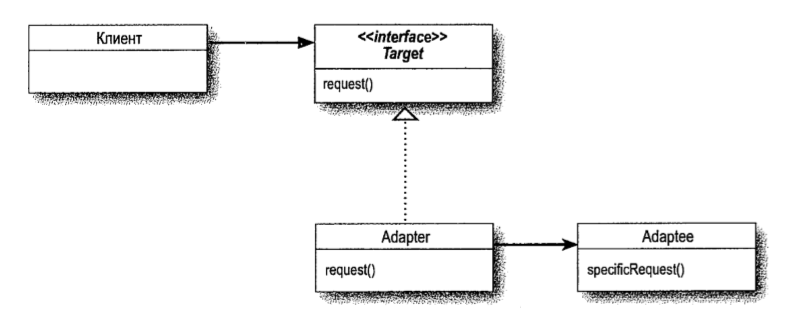 Клиент
<<interface>>
Target
request()
Adapter
request()
Adaptee
specificRequest()